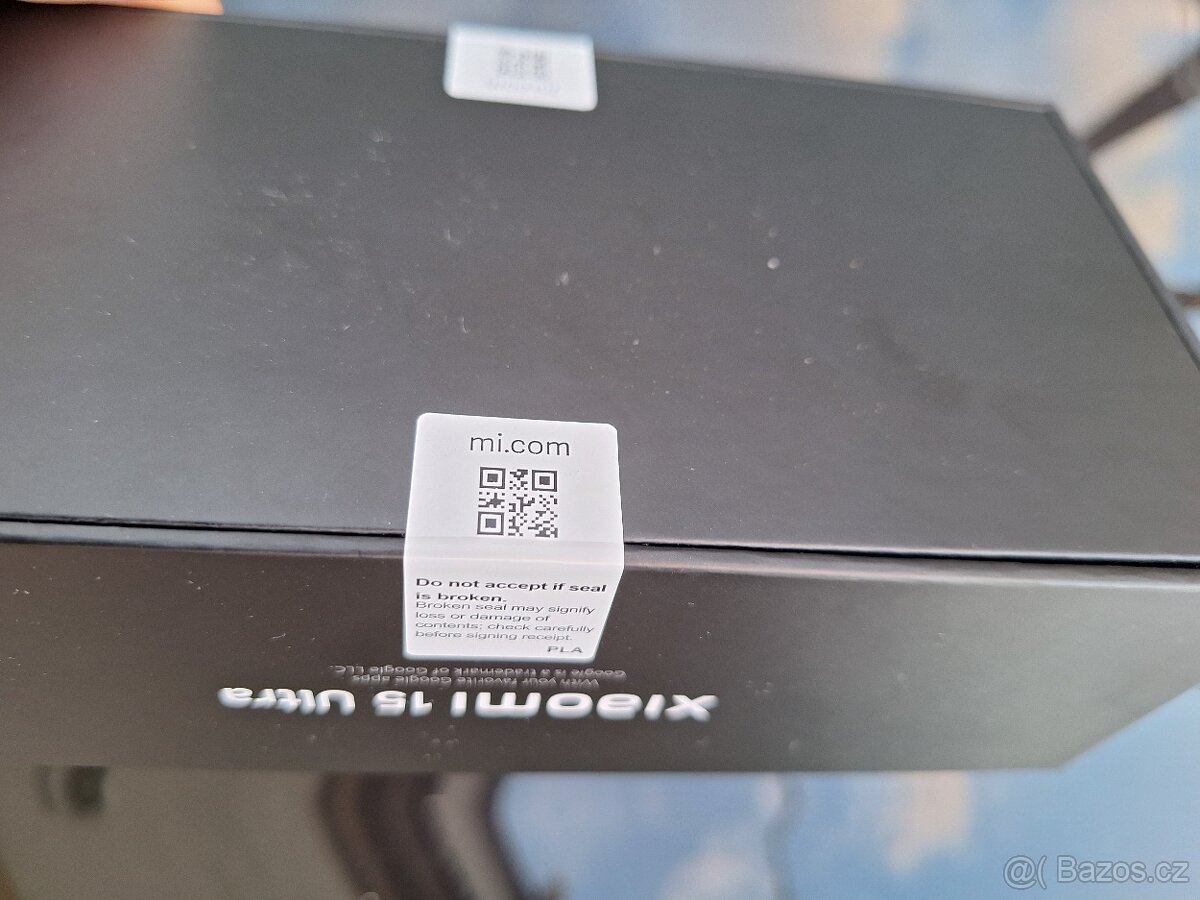 mi.com
Do not accept if seal
is broken.
Broken seal may signify
loss or damage of
contents; check carefully
before signing receipt.
PLA
Xiaomi 15 Ultra
With your favorite Google apps
Google is a trademark of Google LLC.
@( Bazos.cz